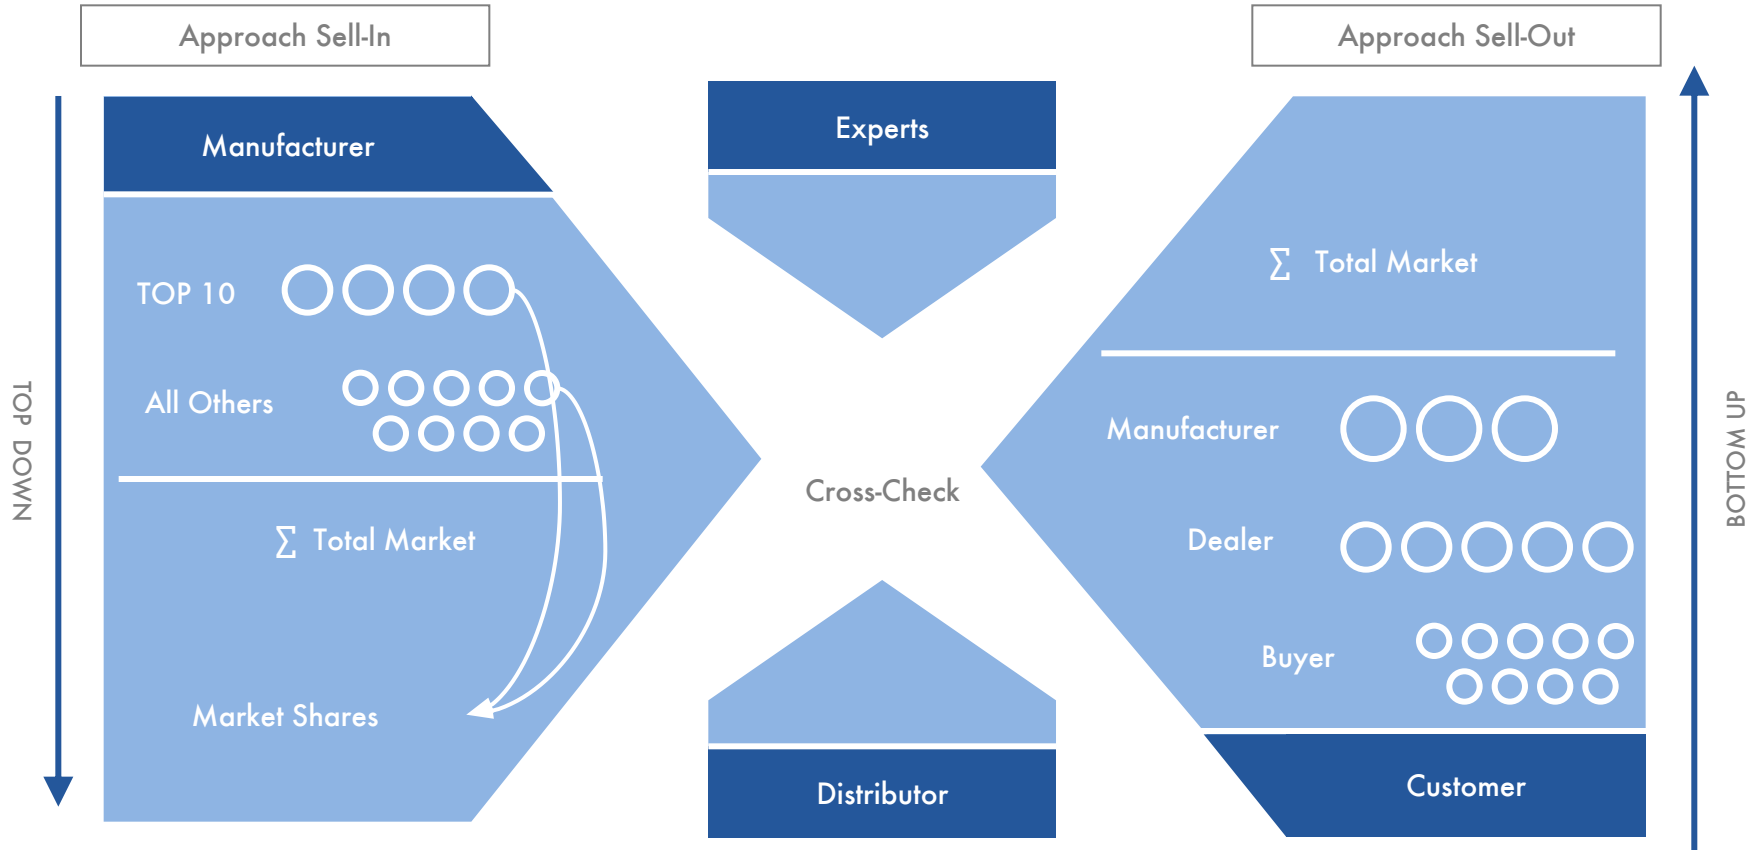 Approach Sell-In
Approach Sell-Out
TOP DOWN
Manufacturer
TOP 10
All Others
∑ Total Market
Market Shares
Experts
Cross-Check
Distributor
∑ Total Market
Manufacturer
Dealer
Buyer
Customer
BOTTOM UP